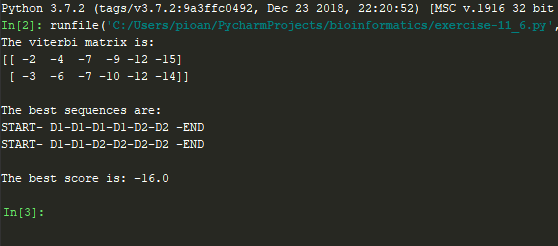 Python 3.7.2 (tags/v3.7.2:9a3ffc0492, Dec 23 2018, 22:20:52) [MSC v.1916 32 bit
In[2]: runfile('C:/Users/pioan/PycharmProjects/bioinformatics/exercise-11_6.py',
The viterbi matrix is:
[[ -2  -4  -7  -9 -12 -15]
 [ -3  -6  -7 -10 -12 -14]]
The best sequences are:
START- D1-D1-D1-D1-D2-D2 -END
START- D1-D1-D2-D2-D2-D2 -END
The best score is: -16.0
In[3]: